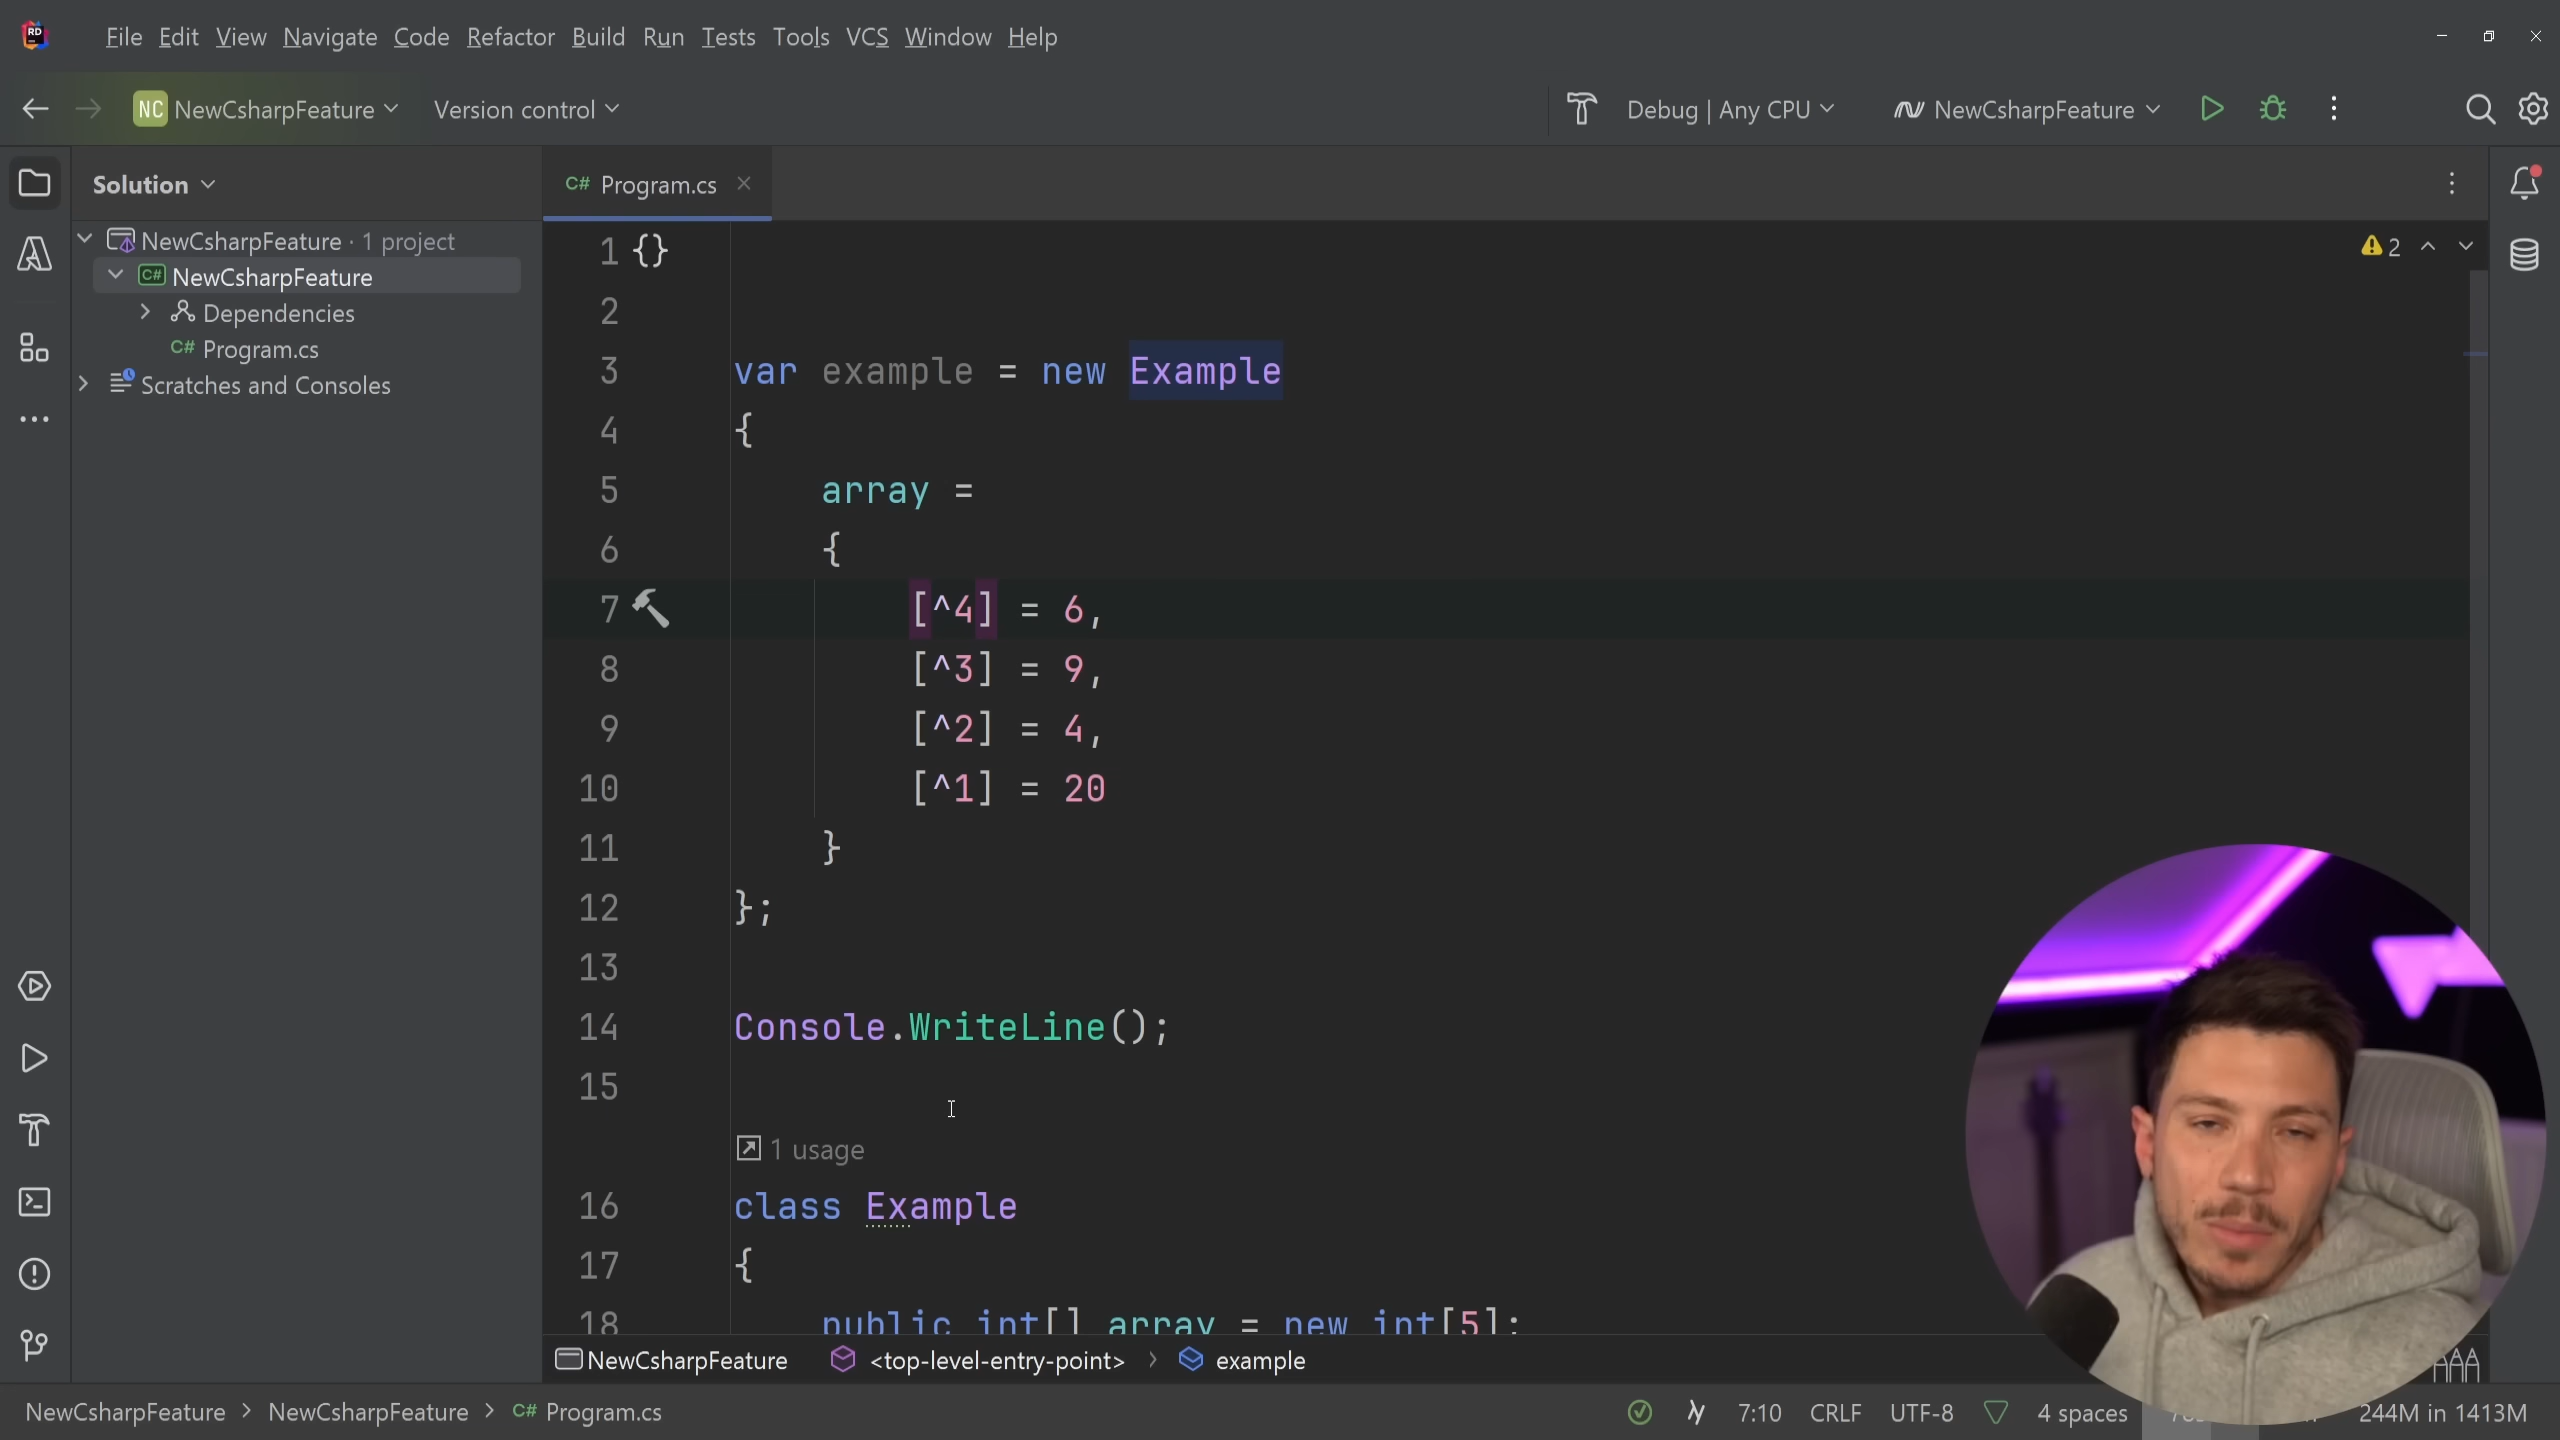 RD File Edit View Navigate Code Refactor Build Run Tests Tools VCS Window Help
NC NewCsharpFeature Version control Debug | Any CPU NewCsharpFeature
Solution
C# Program.cs
NewCsharpFeature · 1 project
C# NewCsharpFeature
Dependencies
C# Program.cs
Scratches and Consoles
2
1 {}
2
3 var example = new Example
4 {
5 array =
6 {
7 [^4] = 6,
8 [^3] = 9,
9 [^2] = 4,
10 [^1] = 20
11 }
12 };
13
14 Console.WriteLine();
15
1 usage
16 class Example
17 {
18 public int[] array = new int[5];
NewCsharpFeature <top-level-entry-point> › example
NewCsharpFeature › NewCsharpFeature › C# Program.cs 7:10 CRLF UTF-8 4 spaces 244M in 1413M